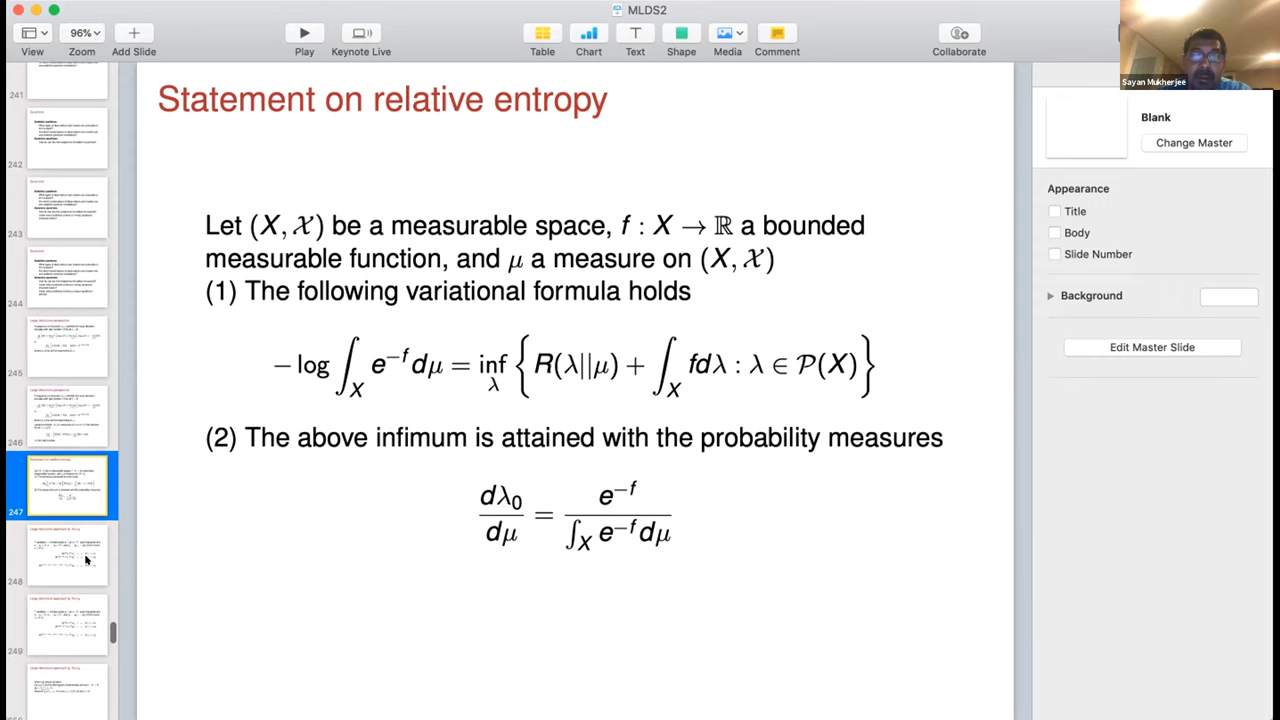 MLDS2
96%
View
Zoom
Add Slide
Play
Keynote Live
Table
Chart
Text
Shape
Media
Comment
Collaborate
Sayan Mukherjee
241
242
243
244
245
246
247
248
249
Statement on relative entropy
Let (X, 𝒳) be a measurable space, f : X → ℝ a bounded
measurable function, and μ a measure on (X, 𝒳)
(1) The following variational formula holds
− log ∫_X e^{−f} dμ = inf_λ { R(λ||μ) + ∫_X fdλ : λ ∈ 𝒫(X) }
(2) The above infimum is attained with the probability measures
dλ₀/dμ = e^{−f} / ∫_X e^{−f} dμ
Blank
Change Master
Appearance
Title
Body
Slide Number
Background
Edit Master Slide